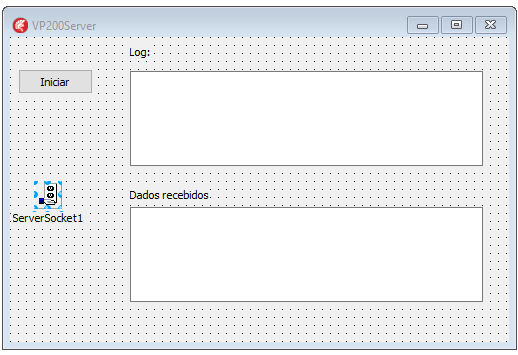 VP200Server
Log:
Iniciar
Dados recebidos
ServerSocket1